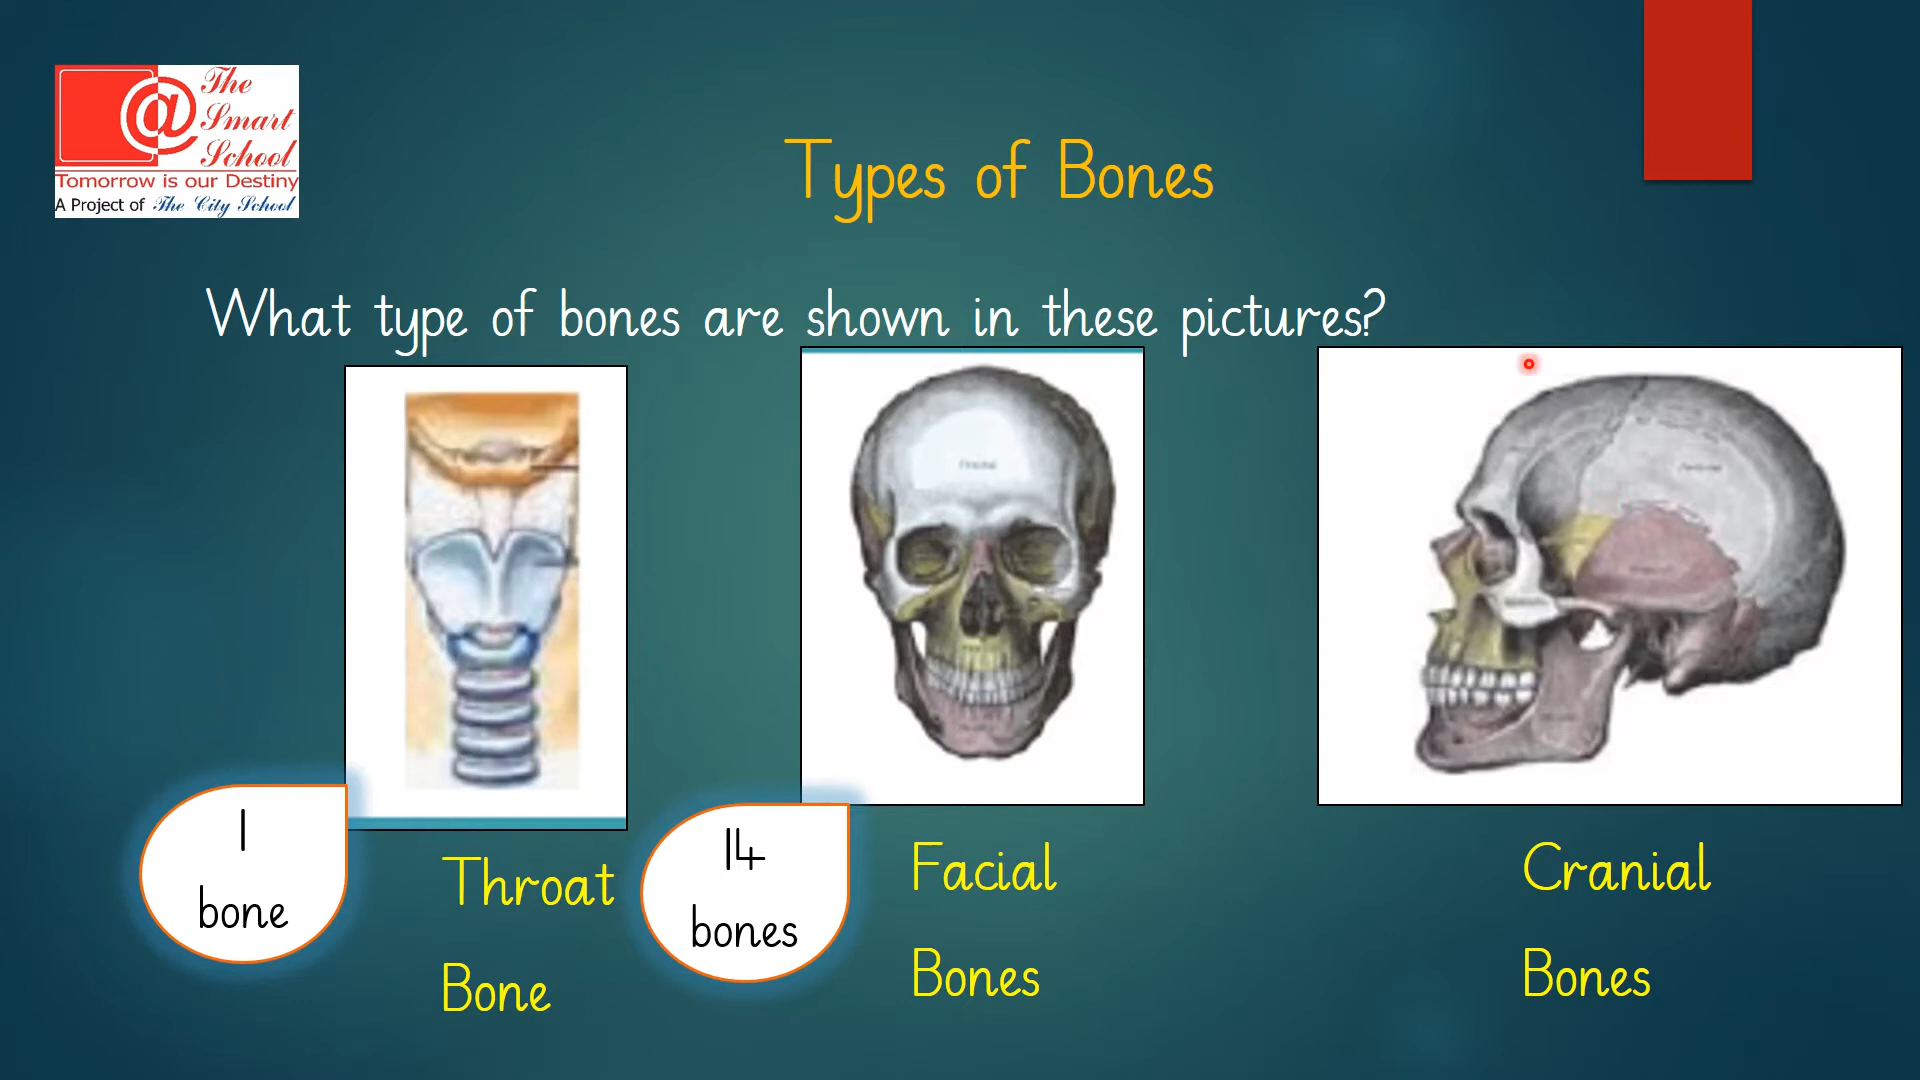 The
Smart
School
Tomorrow is our Destiny
A Project of The City School
Types of Bones
What type of bones are shown in these pictures?
1
bone
Throat
Bone
14
bones
Facial
Bones
Cranial
Bones